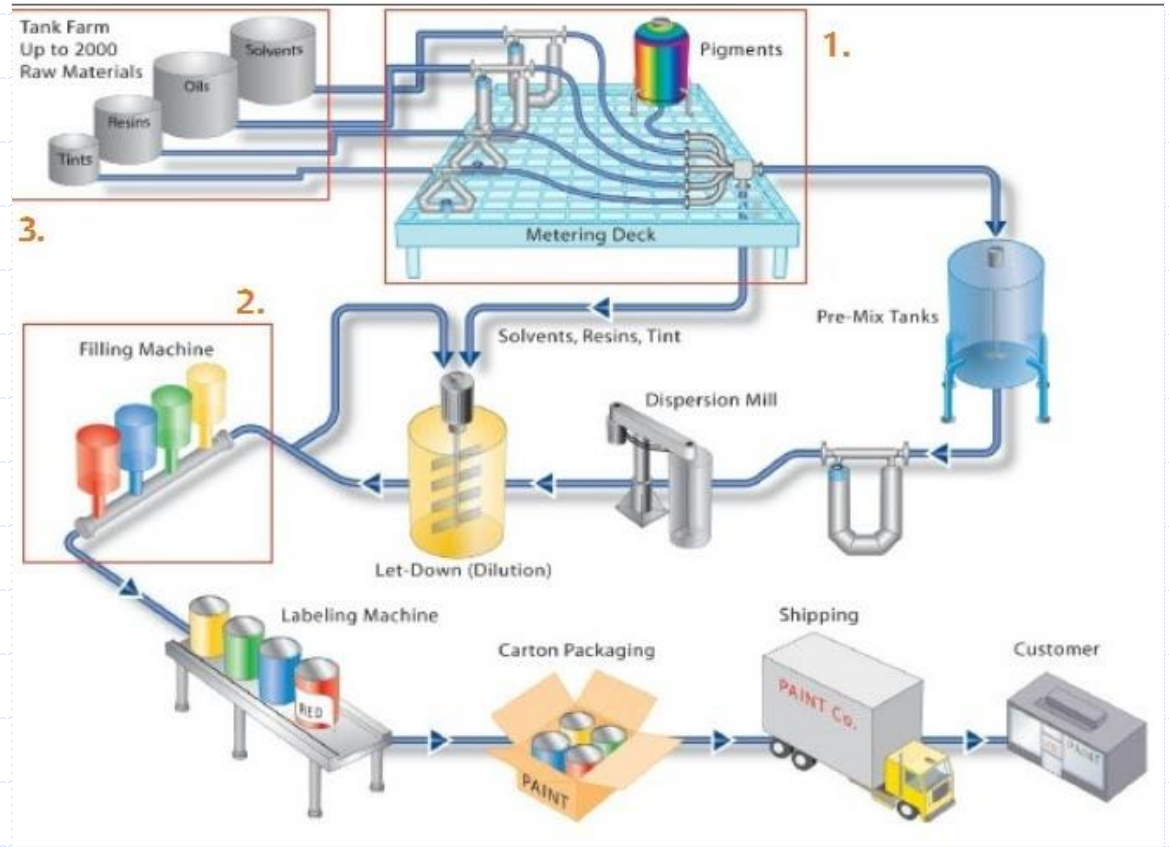 Tank Farm
Up to 2000
Raw Materials
Solvents
Oils
Resins
Tints
Pigments
1.
Metering Deck
3.
2.
Solvents, Resins, Tint
Pre-Mix Tanks
Filling Machine
Dispersion Mill
Let-Down (Dilution)
Labeling Machine
RED
Carton Packaging
PAINT
Shipping
PAINT Co.
Customer
PAINT